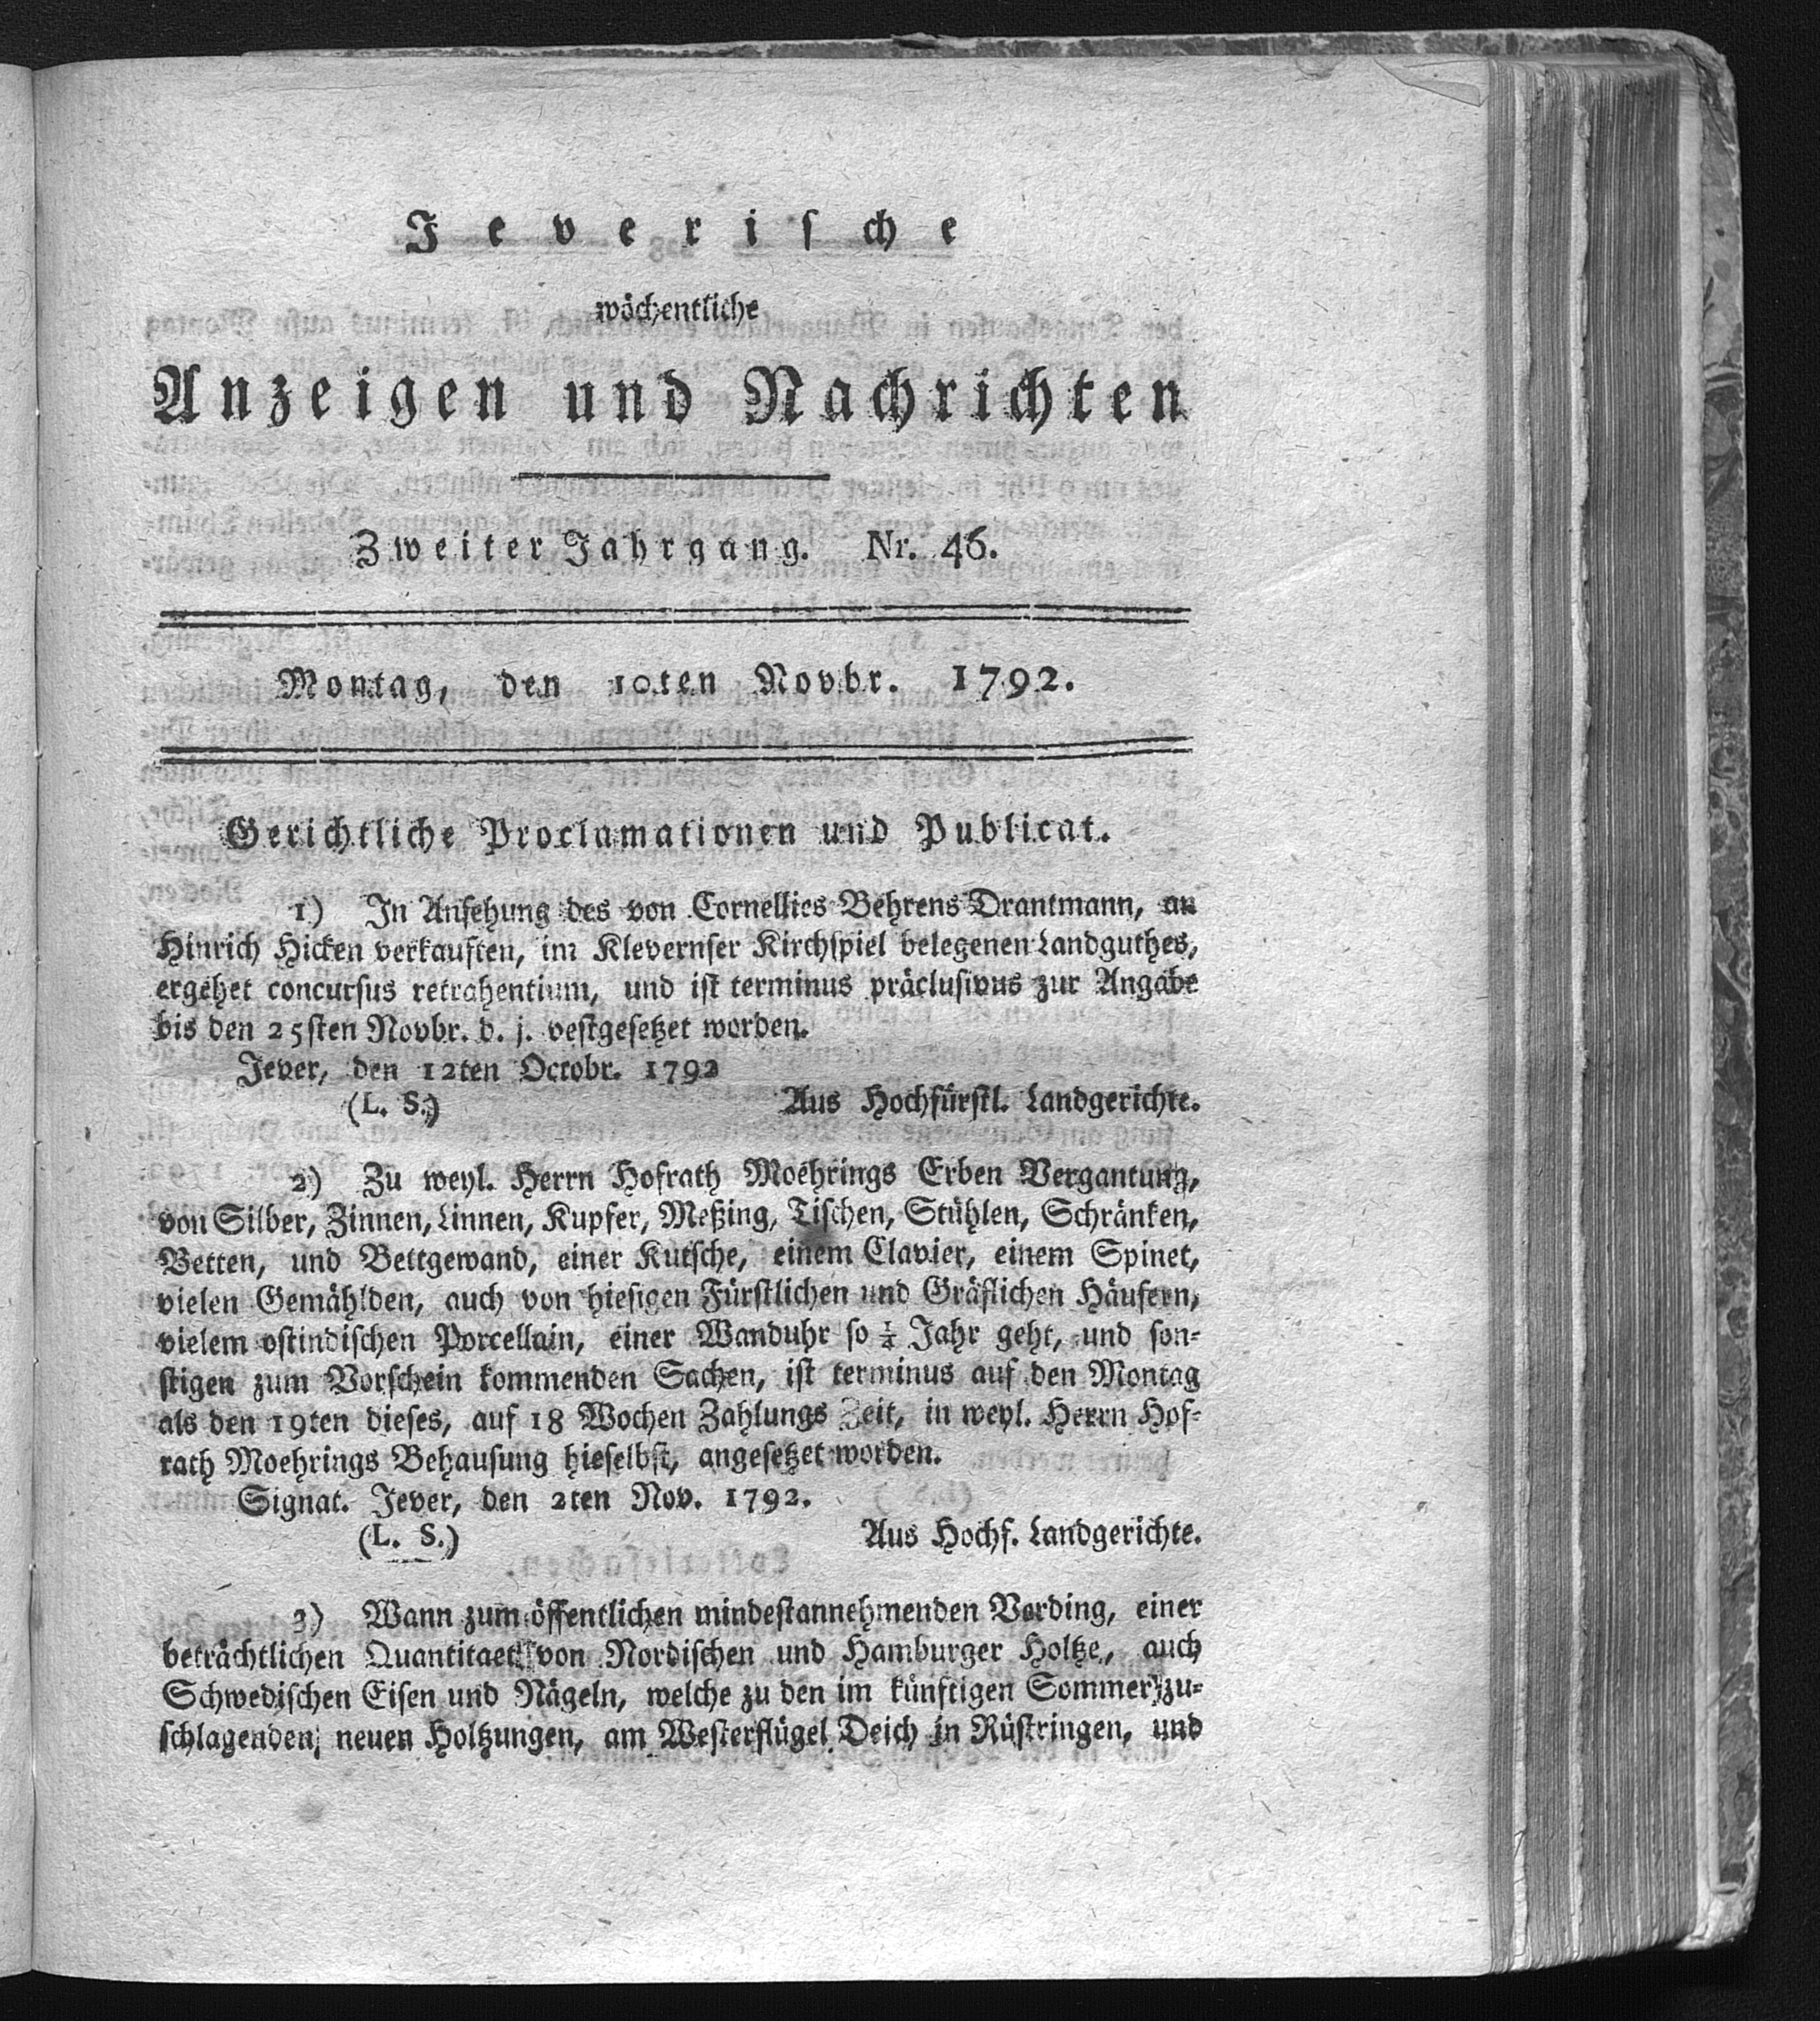 Jeverische
wöchentliche
Anzeigen und Nachrichten
Zweiter Jahrgang. Nr. 46.
Montag, den 10ten Novbr. 1792.
Gerichtliche Proclamationen und Publicat.
1) In Ansehung des von Cornellies Behrens Drantmann, an
Hinrich Hicken verkauften, im Klevernser Kirchspiel belegenen Landguthes,
ergehet concursus retrahentium, und ist terminus präclusivus zur Angabe
bis den 25sten Novbr. d. j. vestgesetzet worden.
Jever, den 12ten Octobr. 1792
(L. S.) Aus Hochfürstl. Landgerichte.
2) Zu weyl. Herrn Hofrath Moehrings Erben Vergantung,
von Silber, Zinnen, Linnen, Kupfer, Meßing, Tischen, Stühlen, Schränken,
Betten, und Bettgewand, einer Kutsche, einem Clavier, einem Spinet,
vielen Gemählden, auch von hiesigen Fürstlichen und Gräflichen Häufern,
vielem ostindischen Porcellain, einer Wanduhr so ¼ Jahr geht, und son-
stigen zum Vorschein kommenden Sachen, ist terminus auf den Montag
als den 19ten dieses, auf 18 Wochen Zahlungs Zeit, in weyl. Herrn Hof-
rath Moehrings Behausung hieselbst, angesetzet worden.
Signat. Jever, den 2ten Nov. 1792.
(L. S.) Aus Hochf. Landgerichte.
3) Wann zum öffentlichen mindestannehmenden Verding, einer
beträchtlichen Quantitaet von Nordischen und Hamburger Holtze, auch
Schwedischen Eisen und Nägeln, welche zu den im künftigen Sommer zu-
schlagenden, neuen Holtzungen, am Westerflügel Deich in Rüstringen, und